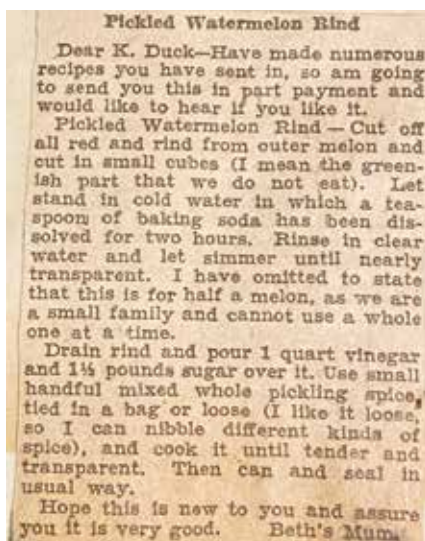 Pickled Watermelon Rind
Dear K. Duck—Have made numerous
recipes you have sent in, so am going
to send you this in part payment and
would like to hear if you like it.
Pickled Watermelon Rind — Cut off
all red and rind from outer melon and
cut in small cubes (I mean the green-
ish part that we do not eat). Let
stand in cold water in which a tea-
spoon of baking soda has been dis-
solved for two hours. Rinse in clear
water and let simmer until nearly
transparent. I have omitted to state
that this is for half a melon, as we are
a small family and cannot use a whole
one at a time.
Drain rind and pour 1 quart vinegar
and 1½ pounds sugar over it. Use small
handful mixed whole pickling spice,
tied in a bag or loose (I like it loose,
so I can nibble different kinds of
spice), and cook it until tender and
transparent. Then can and seal in
usual way.
Hope this is new to you and assure
you it is very good. Beth's Mum.